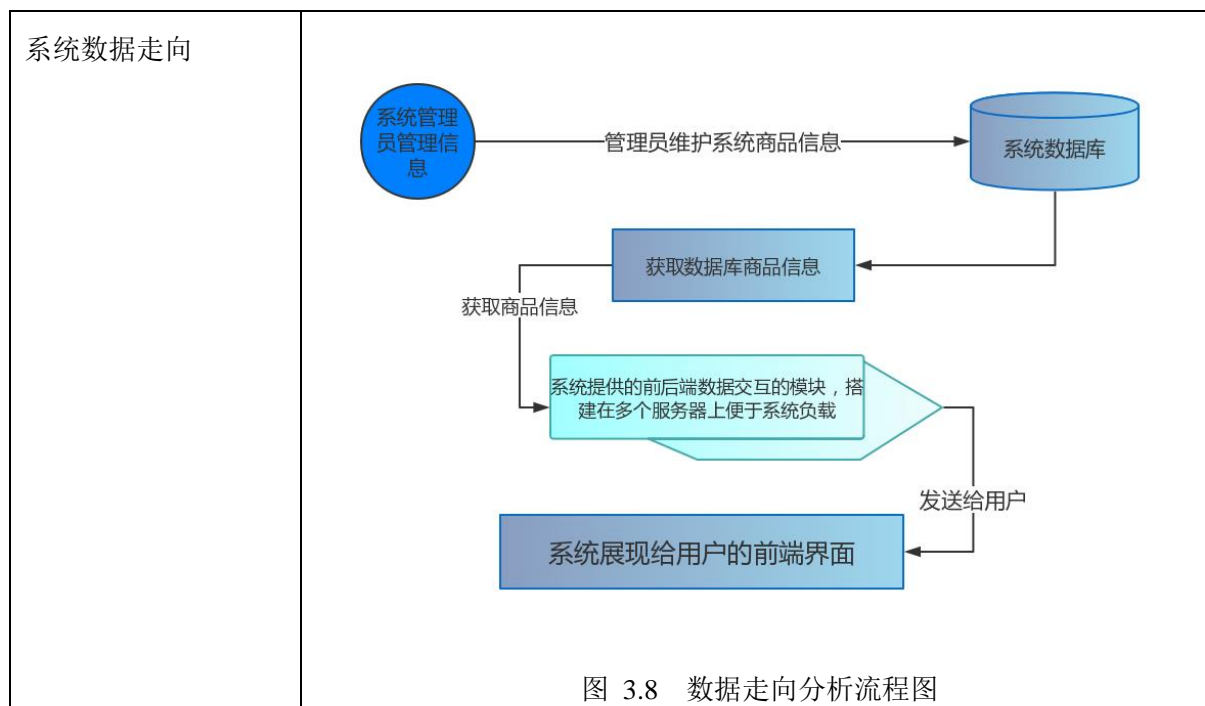 系统数据走向
系统管理
员管理信
息
管理员维护系统商品信息
系统数据库
获取数据库商品信息
获取商品信息
系统提供的前后端数据交互的模块，搭
建在多个服务器上便于系统负载
发送给用户
系统展现给用户的前端界面
图 3.8 数据走向分析流程图